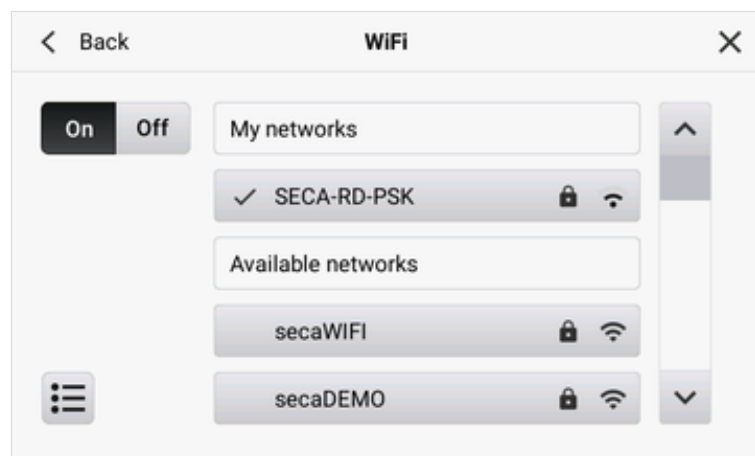 Back
WiFi
On
Off
My networks
SECA-RD-PSK
Available networks
secaWIFI
secaDEMO